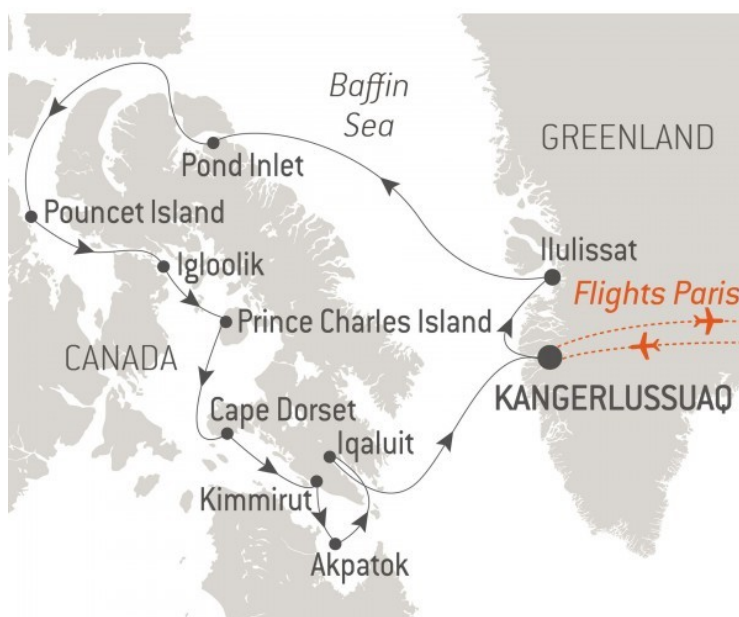 Baffin
Sea
GREENLAND
Pond Inlet
Pouncet Island
Ilulissat
Igloolik
Flights Paris
Prince Charles Island
CANADA
KANGERLUSSUAQ
Cape Dorset
Iqaluit
Kimmirut
Akpatok